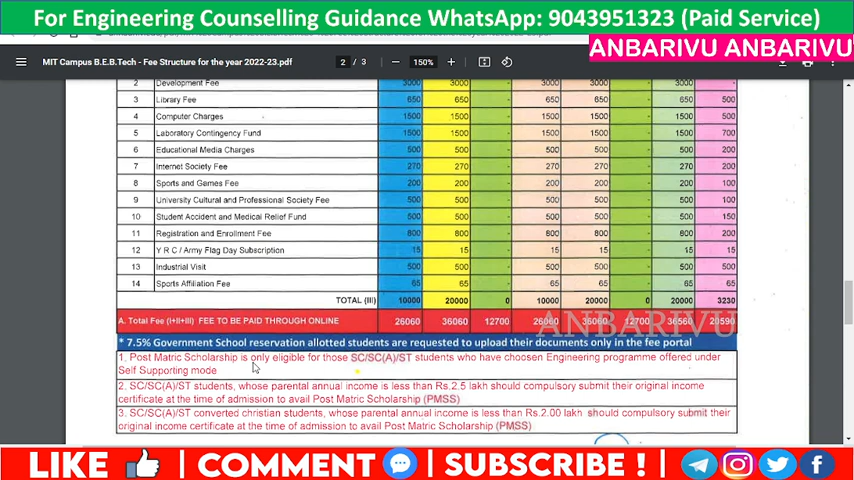 For Engineering Counselling Guidance WhatsApp: 9043951323 (Paid Service)
ANBARIVU ANBARIVU
MIT Campus B.E.B.Tech - Fee Structure for the year 2022-23.pdf 2 / 3 — 150% +
2 Development Fee 3000 3000 - 3000 3000 - 3000 -
3 Library Fee 650 650 - 650 650 - 650 500
4 Computer Charges 1500 1500 - 1500 1500 - 1500 500
5 Laboratory Contingency Fund 1500 1500 - 1500 1500 - 1500 700
6 Educational Media Charges 500 500 - 500 500 - 500 200
7 Internet Society Fee 270 270 - 270 270 - 270 200
8 Sports and Games Fee 200 200 - 200 200 - 200 100
9 University Cultural and Professional Society Fee 500 500 - 500 500 - 500 100
10 Student Accident and Medical Relief Fund 500 500 - 500 500 - 500 150
11 Registration and Enrollment Fee 800 800 - 800 800 - 800 200
12 Y R C / Army Flag Day Subscription 15 15 - 15 15 - 15 15
13 Industrial Visit 500 500 - 500 500 - 500 500
14 Sports Affiliation Fee 65 65 - 65 65 - 65 65
TOTAL (III) 10000 20000 0 10000 20000 0 20000 3230
A. Total Fee (I+II+III) FEE TO BE PAID THROUGH ONLINE 26060 36060 12700 26060 36060 12700 36560 20590
ANBARIVU
* 7.5% Government School reservation allotted students are requested to upload their documents only in the fee portal
1. Post Matric Scholarship is only eligible for those SC/SC(A)/ST students who have choosen Engineering programme offered under
Self Supporting mode
2. SC/SC(A)/ST students, whose parental annual income is less than Rs.2.5 lakh should compulsory submit their original income
certificate at the time of admission to avail Post Matric Scholarship (PMSS)
3. SC/SC(A)/ST converted christian students, whose parental annual income is less than Rs.2.00 lakh should compulsory submit their
original income certificate at the time of admission to avail Post Matric Scholarship (PMSS)
LIKE COMMENT SUBSCRIBE !